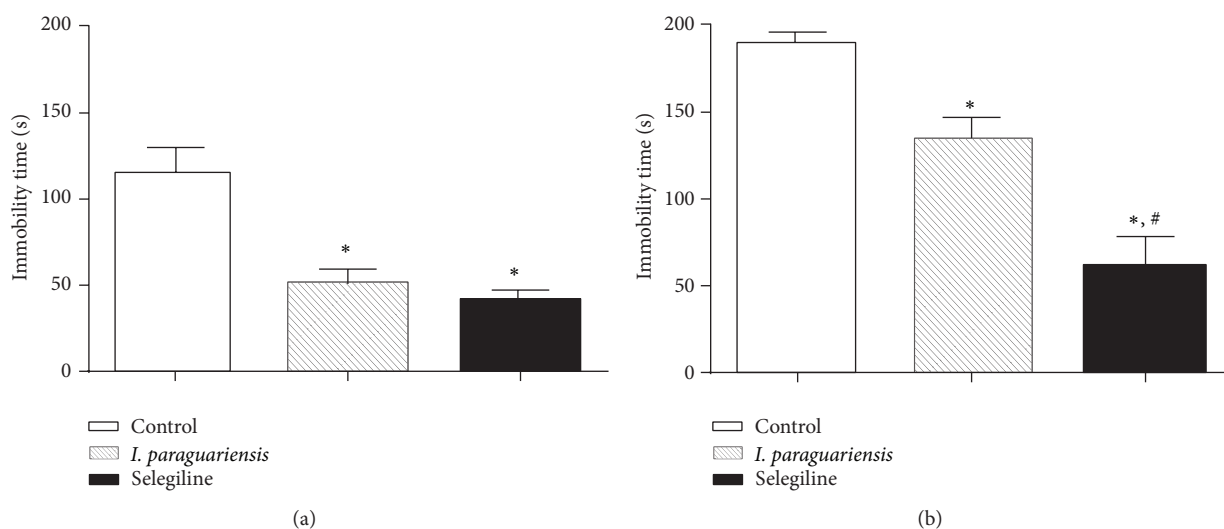 200
150
100
50
0
Immobility time (s)
*
*
Control
I. paraguariensis
Selegiline
(a)
200
150
100
50
0
Immobility time (s)
*
*, #
Control
I. paraguariensis
Selegiline
(b)